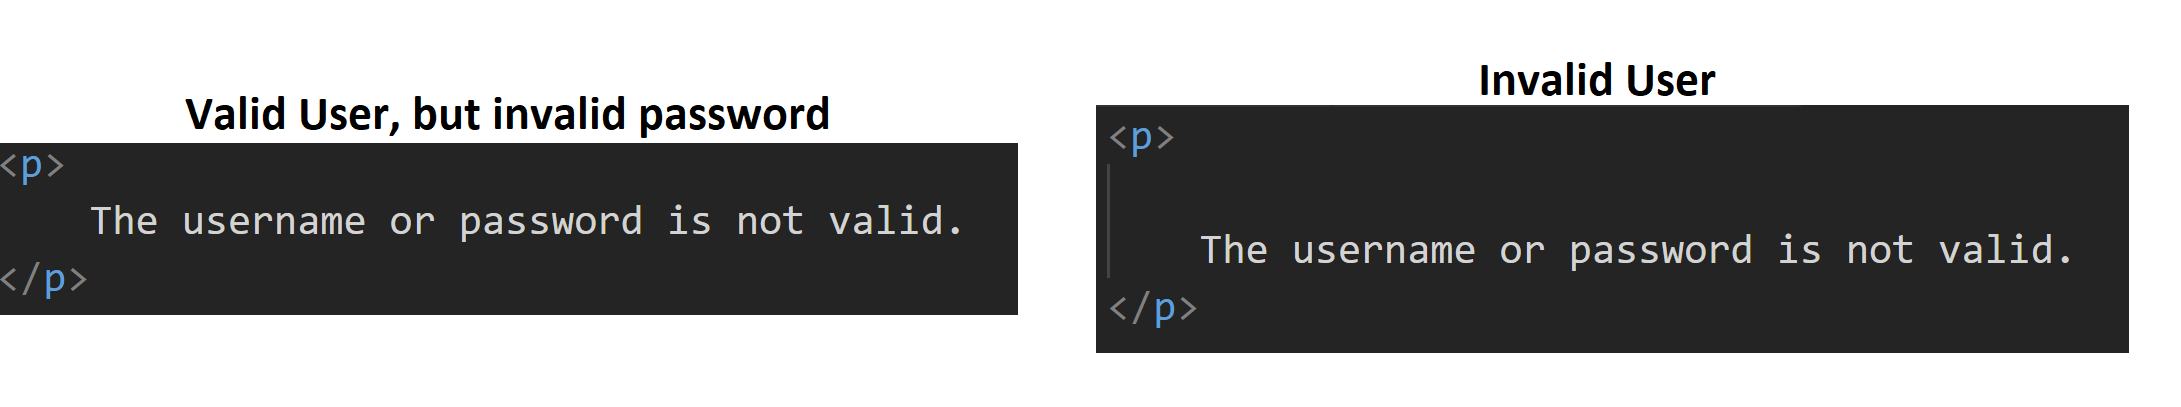 Valid User, but invalid password
<p>
The username or password is not valid.
</p>
Invalid User
<p>
The username or password is not valid.
</p>